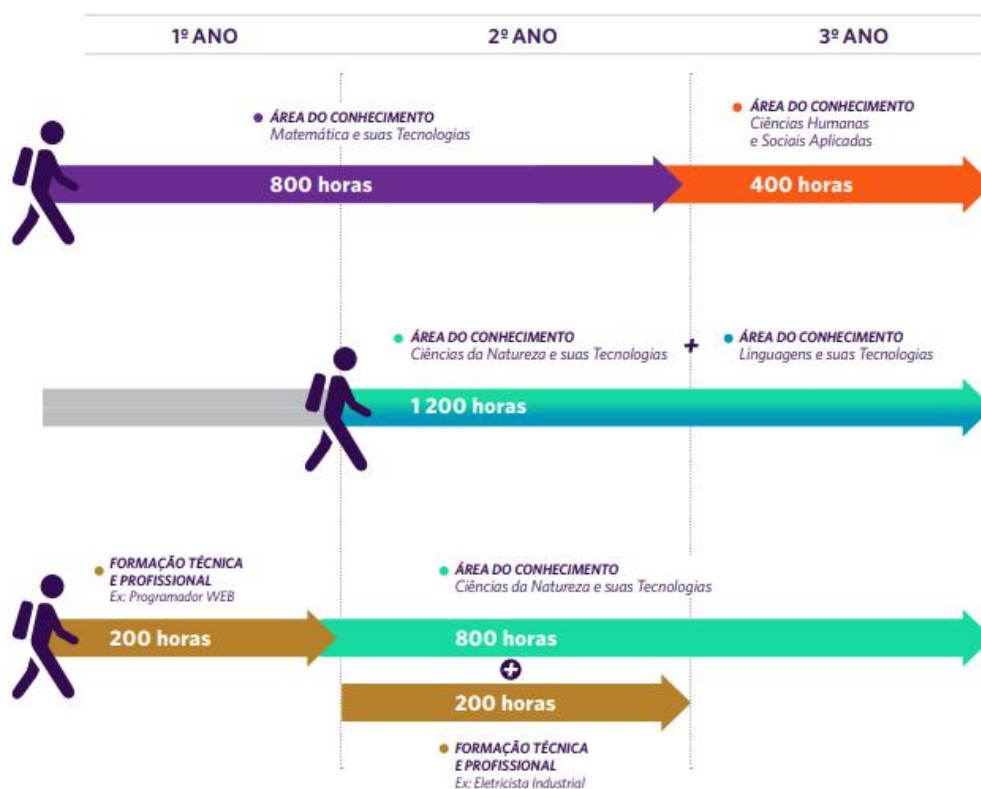 1º ANO
2º ANO
3º ANO
ÁREA DO CONHECIMENTO
Matemática e suas Tecnologias
ÁREA DO CONHECIMENTO
Ciências Humanas
e Sociais Aplicadas
800 horas
400 horas
ÁREA DO CONHECIMENTO
Ciências da Natureza e suas Tecnologias
+
ÁREA DO CONHECIMENTO
Linguagens e suas Tecnologias
1 200 horas
FORMAÇÃO TÉCNICA
E PROFISSIONAL
Ex: Programador WEB
ÁREA DO CONHECIMENTO
Ciências da Natureza e suas Tecnologias
200 horas
800 horas
+
200 horas
FORMAÇÃO TÉCNICA
E PROFISSIONAL
Ex: Eletricista Industrial